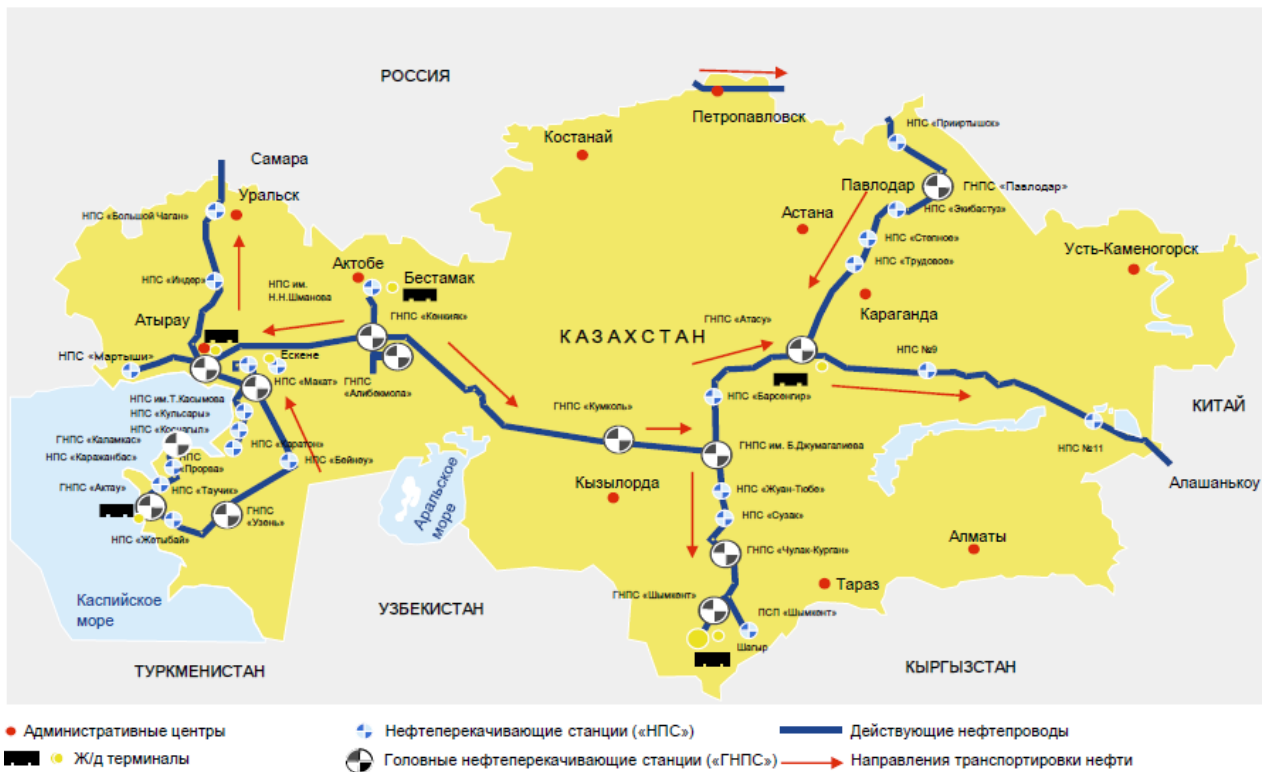 РОССИЯ
Петропавловск
Костанай
НПС «Прииртышск»
Самара
Уральск
НПС «Большой Чаган»
Павлодар
ГНПС «Павлодар»
НПС «Экибастуз»
Астана
НПС «Степное»
НПС «Трудовое»
Усть-Каменогорск
Актобе
Бестамак
НПС «Индер»
НПС им.
Н.Н.Шманова
ГНПС «Кенкияк»
Атырау
КАЗАХСТАН
ГНПС «Атасу»
Караганда
НПС «Мартыши»
Ескене
НПС «Макат»
ГНПС
«Алибекмола»
НПС №9
НПС «Барсенгир»
НПС им.Т.Касымова
НПС «Кульсары»
НПС «Косчагыл»
ГНПС «Каламкас»
НПС «Каражанбас»
НПС
«Прорва»
НПС «Каратон»
НПС «Бейнеу»
ГНПС «Кумколь»
ГНПС им. Б.Джумагалиева
КИТАЙ
НПС №11
Алашанькоу
ГНПС «Актау»
НПС «Таучик»
ГНПС
«Узень»
НПС «Жетыбай»
Аральское
море
Кызылорда
НПС «Жуан-Тюбе»
НПС «Сузак»
ГНПС «Чулак-Курган»
Алматы
Тараз
Каспийское
море
УЗБЕКИСТАН
ГНПС «Шымкент»
ПСП «Шымкент»
Шагыр
ТУРКМЕНИСТАН
КЫРГЫЗСТАН
Административные центры
Нефтеперекачивающие станции («НПС»)
Действующие нефтепроводы
Ж/д терминалы
Головные нефтеперекачивающие станции («ГНПС»)
Направления транспортировки нефти